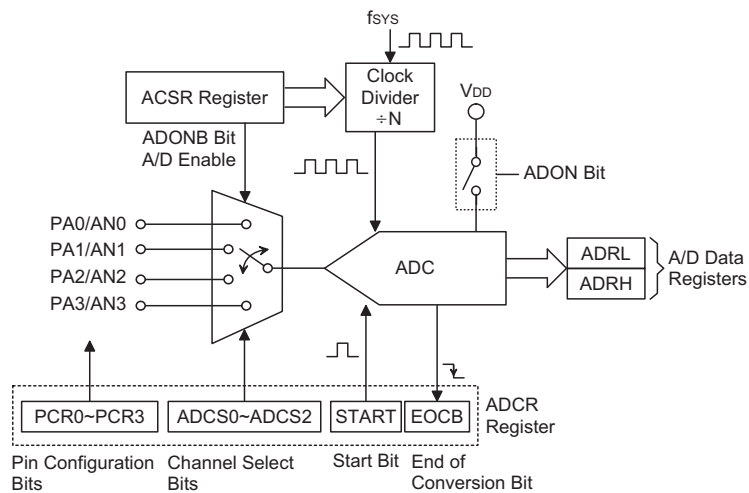 fSYS
Clock
Divider
÷N
ACSR Register
VDD
ADONB Bit
A/D Enable
ADON Bit
PA0/AN0
PA1/AN1
PA2/AN2
PA3/AN3
ADC
ADRL
ADRH
A/D Data
Registers
PCR0~PCR3
ADCS0~ADCS2
START
EOCB
ADCR
Register
Pin Configuration
Bits
Channel Select
Bits
Start Bit
End of
Conversion Bit